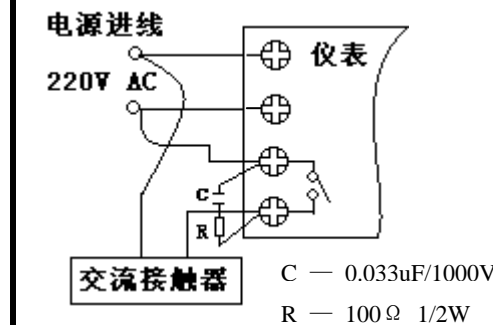 电源进线
仪表
220V AC
C
R
交流接触器
C — 0.033uF/1000V
R — 100Ω 1/2W